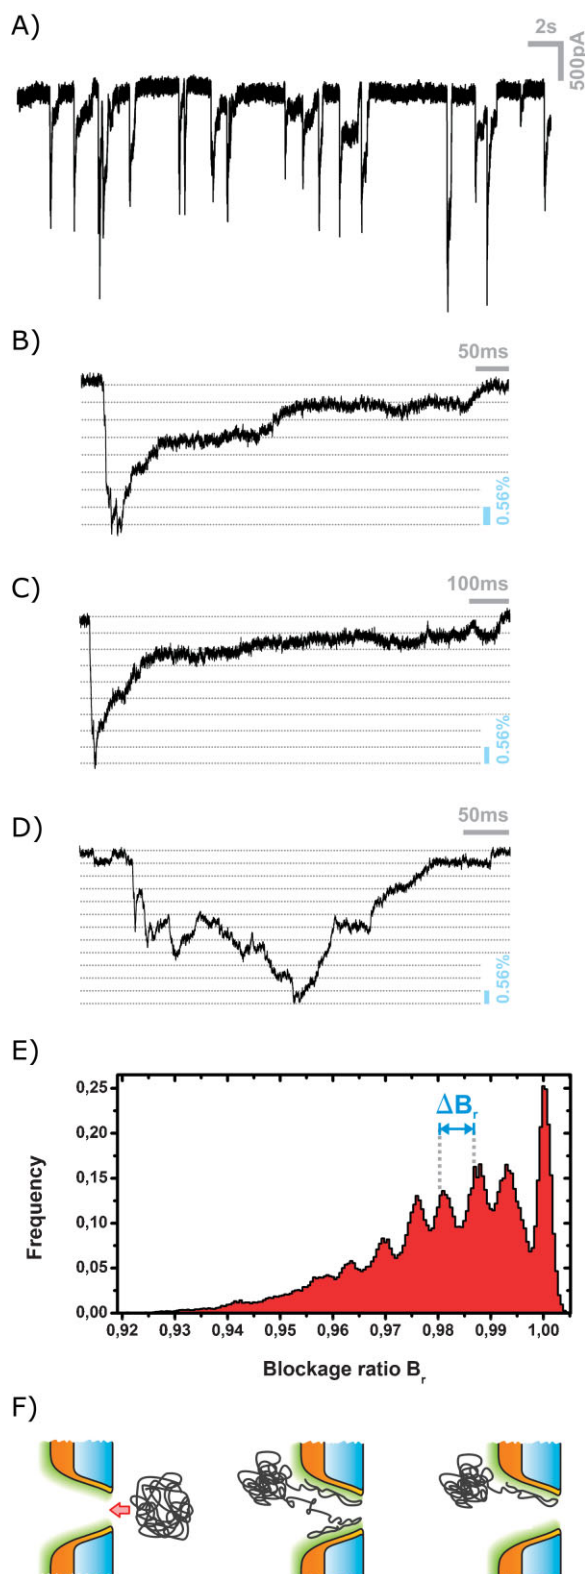 A)
2s
500pA
B)
50ms
0.56%
C)
100ms
0.56%
D)
50ms
0.56%
E)
0,25
0,20
0,15
0,10
0,05
0,00
Frequency
ΔBr
0,92 0,93 0,94 0,95 0,96 0,97 0,98 0,99 1,00
Blockage ratio Br
F)